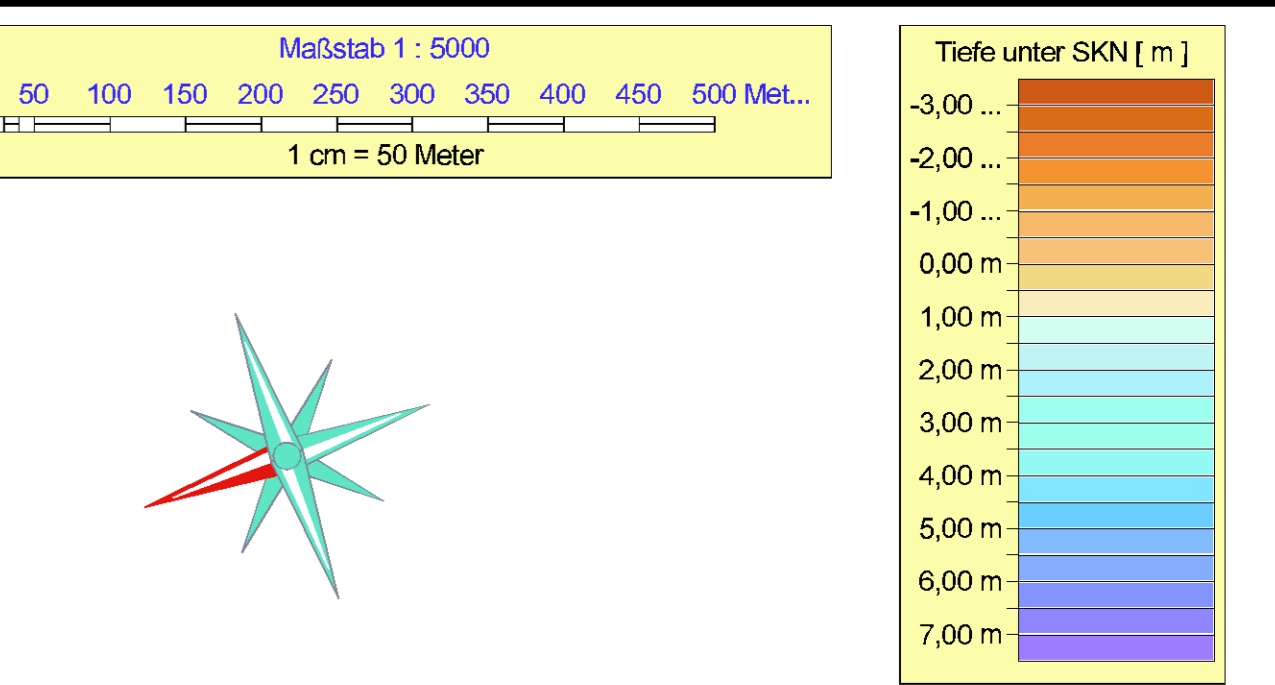 Maßstab 1 : 5000
50 100 150 200 250 300 350 400 450 500 Met...
1 cm = 50 Meter
Tiefe unter SKN [ m ]
-3,00 ...
-2,00 ...
-1,00 ...
0,00 m
1,00 m
2,00 m
3,00 m
4,00 m
5,00 m
6,00 m
7,00 m